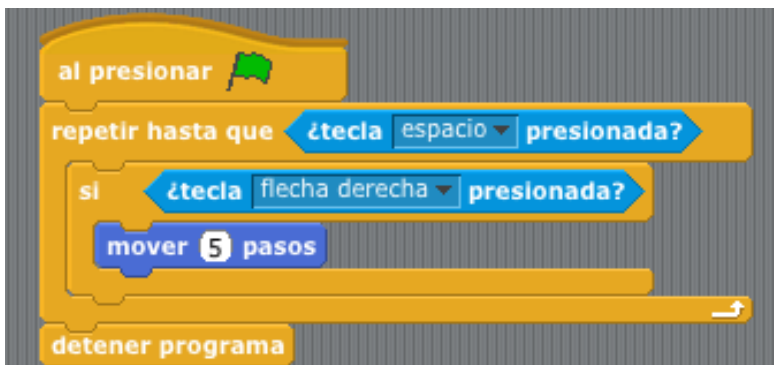 al presionar
repetir hasta que ¿tecla espacio presionada?
si ¿tecla flecha derecha presionada?
mover 5 pasos
detener programa